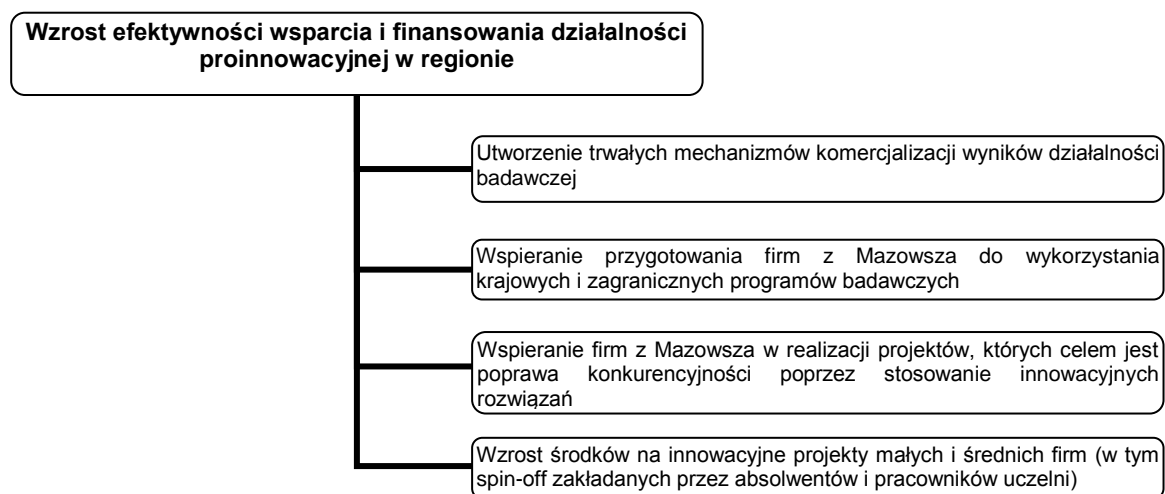 Wzrost efektywności wsparcia i finansowania działalności
proinnowacyjnej w regionie
Utworzenie trwałych mechanizmów komercjalizacji wyników działalności
badawczej
Wspieranie przygotowania firm z Mazowsza do wykorzystania
krajowych i zagranicznych programów badawczych
Wspieranie firm z Mazowsza w realizacji projektów, których celem jest
poprawa konkurencyjności poprzez stosowanie innowacyjnych
rozwiązań
Wzrost środków na innowacyjne projekty małych i średnich firm (w tym
spin-off zakładanych przez absolwentów i pracowników uczelni)